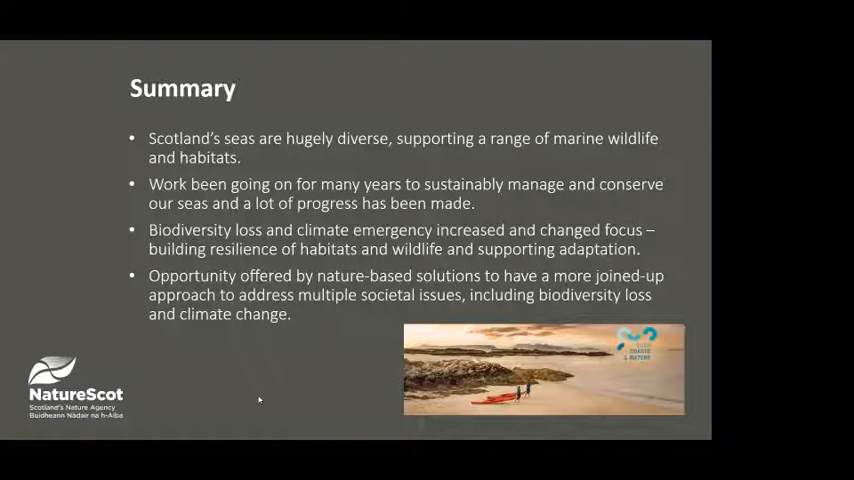 Summary
• Scotland's seas are hugely diverse, supporting a range of marine wildlife
and habitats.
• Work been going on for many years to sustainably manage and conserve
our seas and a lot of progress has been made.
• Biodiversity loss and climate emergency increased and changed focus –
building resilience of habitats and wildlife and supporting adaptation.
• Opportunity offered by nature-based solutions to have a more joined-up
approach to address multiple societal issues, including biodiversity loss
and climate change.
COASTS
& WATERS
NatureScot
Scotland's Nature Agency
Buidheann Nàdair na h-Alba